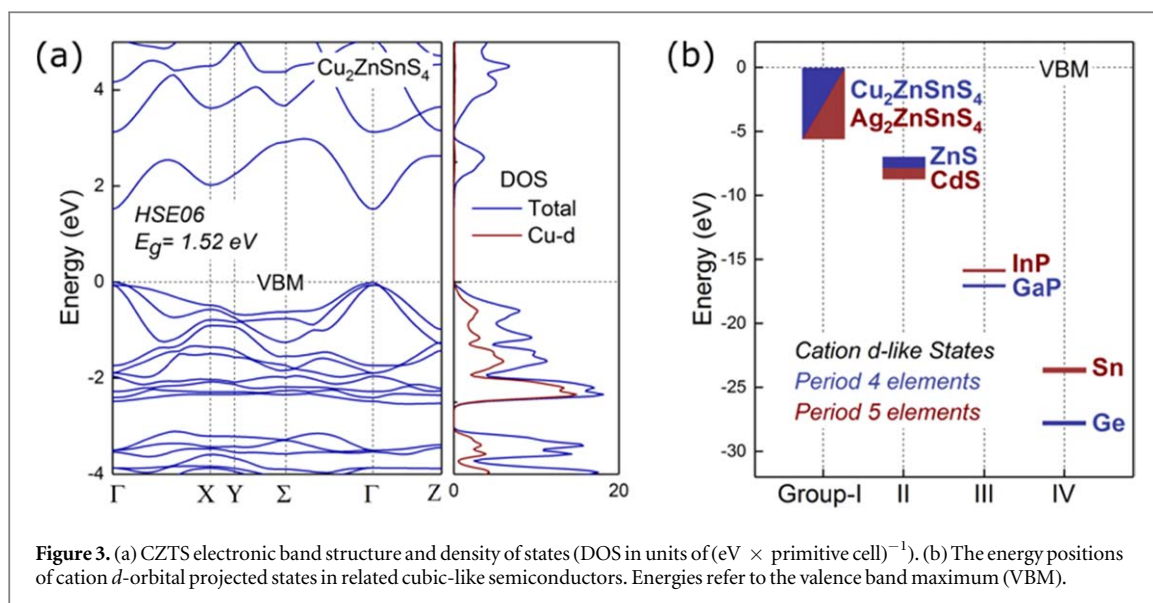 (a)
Cu₂ZnSnS₄
4
2
0
-2
-4
Energy (eV)
HSE06
E_g= 1.52 eV
VBM
Γ X Y Σ Γ Z
DOS
Total
Cu-d
0 20
(b)
VBM
0
-5
-10
-15
-20
-25
-30
Energy (eV)
Cu₂ZnSnS₄
Ag₂ZnSnS₄
ZnS
CdS
InP
GaP
Sn
Ge
Cation d-like States
Period 4 elements
Period 5 elements
Group-I II III IV
Figure 3. (a) CZTS electronic band structure and density of states (DOS in units of (eV × primitive cell)⁻¹). (b) The energy positions
of cation d-orbital projected states in related cubic-like semiconductors. Energies refer to the valence band maximum (VBM).